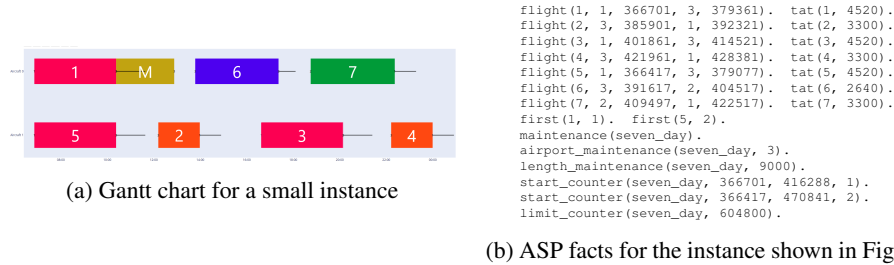 1 M 6 7
5 2 3 4
(a) Gantt chart for a small instance
flight(1, 1, 366701, 3, 379361). tat(1, 4520).
flight(2, 3, 385901, 1, 392321). tat(2, 3300).
flight(3, 1, 401861, 3, 414521). tat(3, 4520).
flight(4, 3, 421961, 1, 428381). tat(4, 3300).
flight(5, 1, 366417, 3, 379077). tat(5, 4520).
flight(6, 3, 391617, 2, 404517). tat(6, 2640).
flight(7, 2, 409497, 1, 422517). tat(7, 3300).
first(1, 1). first(5, 2).
maintenance(seven_day).
airport_maintenance(seven_day, 3).
length_maintenance(seven_day, 9000).
start_counter(seven_day, 366701, 416288, 1).
start_counter(seven_day, 366417, 470841, 2).
limit_counter(seven_day, 604800).
(b) ASP facts for the instance shown in Fig